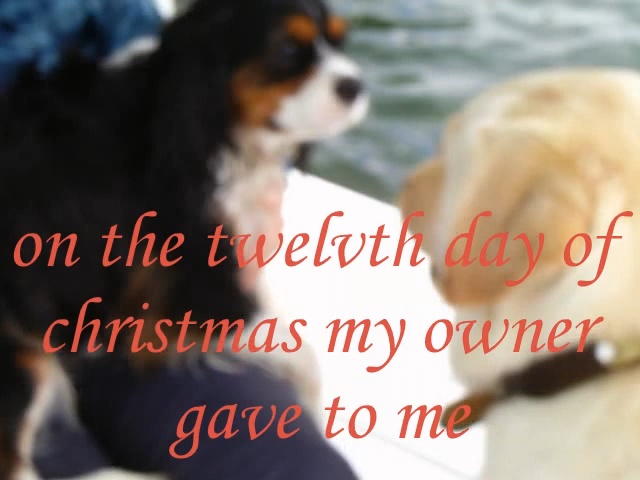 on the twelvth day of
christmas my owner
gave to me